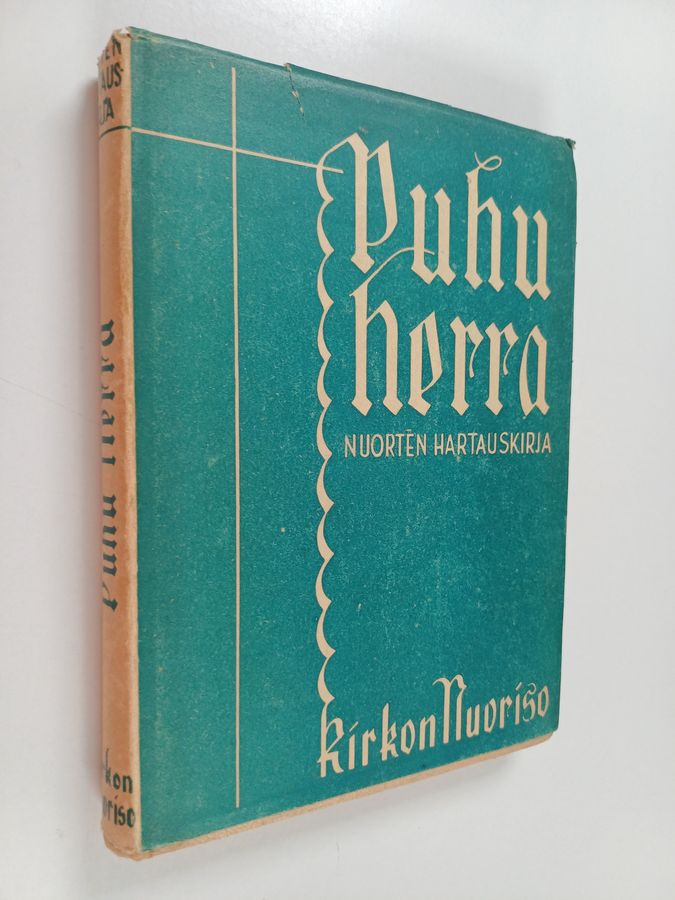 Puhu
herra
NUORTEN HARTAUSKIRJA
Kirkon Nuoriso
Puhu herra